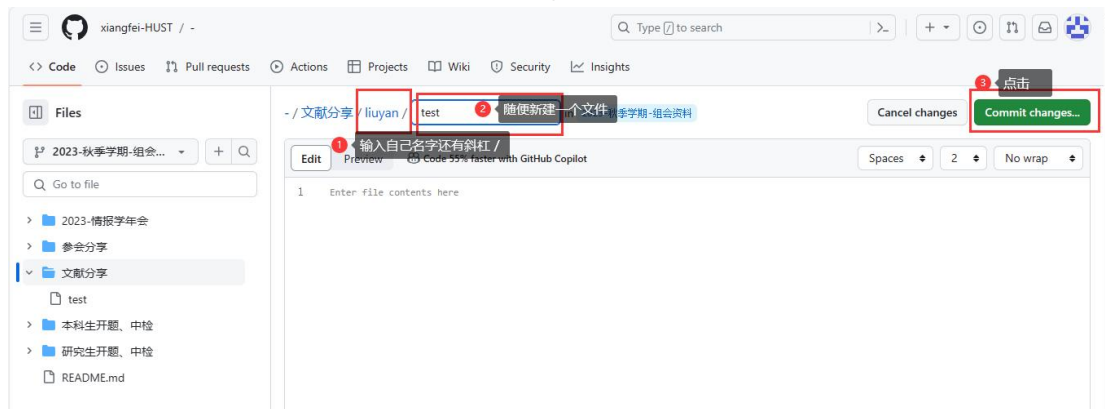 xiangfei-HUST / -
Type / to search
<> Code Issues Pull requests Actions Projects Wiki Security Insights
3 点击
Files
- / 文献分享 / liuyan / test
2 随便新建一个文件
秋季学期-组会资料
Cancel changes
Commit changes...
2023-秋季学期-组会...
1 输入自己名字还有斜杠 /
Edit Preview Code 55% faster with GitHub Copilot
Spaces 2 No wrap
Go to file
1 Enter file contents here
2023-情报学年会
参会分享
文献分享
test
本科生开题、中检
研究生开题、中检
README.md